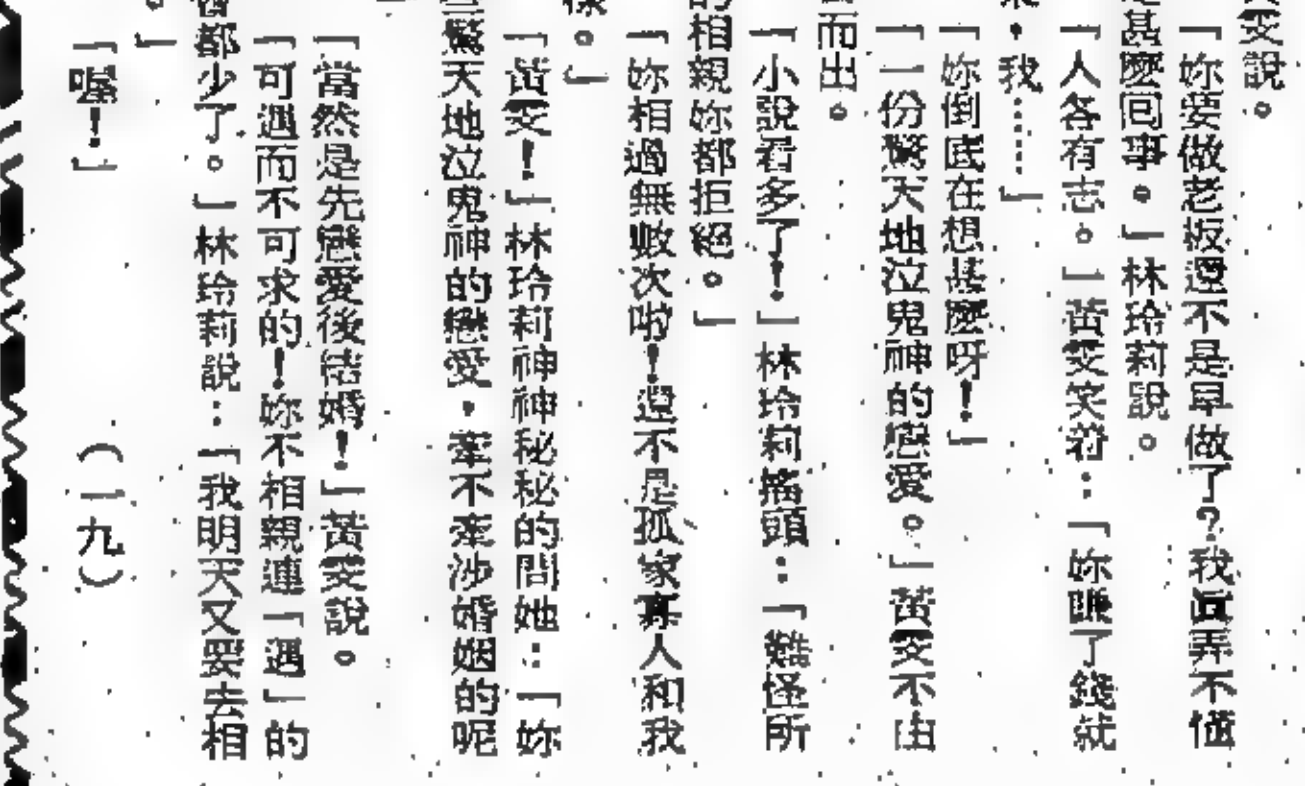 雯說。
「妳要做老板還不是早做了?我真弄不懂
是甚麼回事。」林玲莉說。
「人各有志。」黃雯笑着:「妳賺了錢就
來,我……」
「妳倒底在想甚麼呀!」
「一份驚天地泣鬼神的戀愛。」黃雯不由
而出。
「小說看多了!」林玲莉搖頭:「難怪所
的相親妳都拒絕。」
「妳相過無數次啦!還不是孤家寡人和我
樣。」
「黃雯!」林玲莉神神秘秘的問她:「妳
驚天地泣鬼神的戀愛,牽不牽涉婚姻的呢
」
「當然是先戀愛後結婚!」黃雯說。
「可遇而不可求的!妳不相親連「遇」的
會都少了。」林玲莉說:「我明天又要去相
。」
「喔!」 (一九)